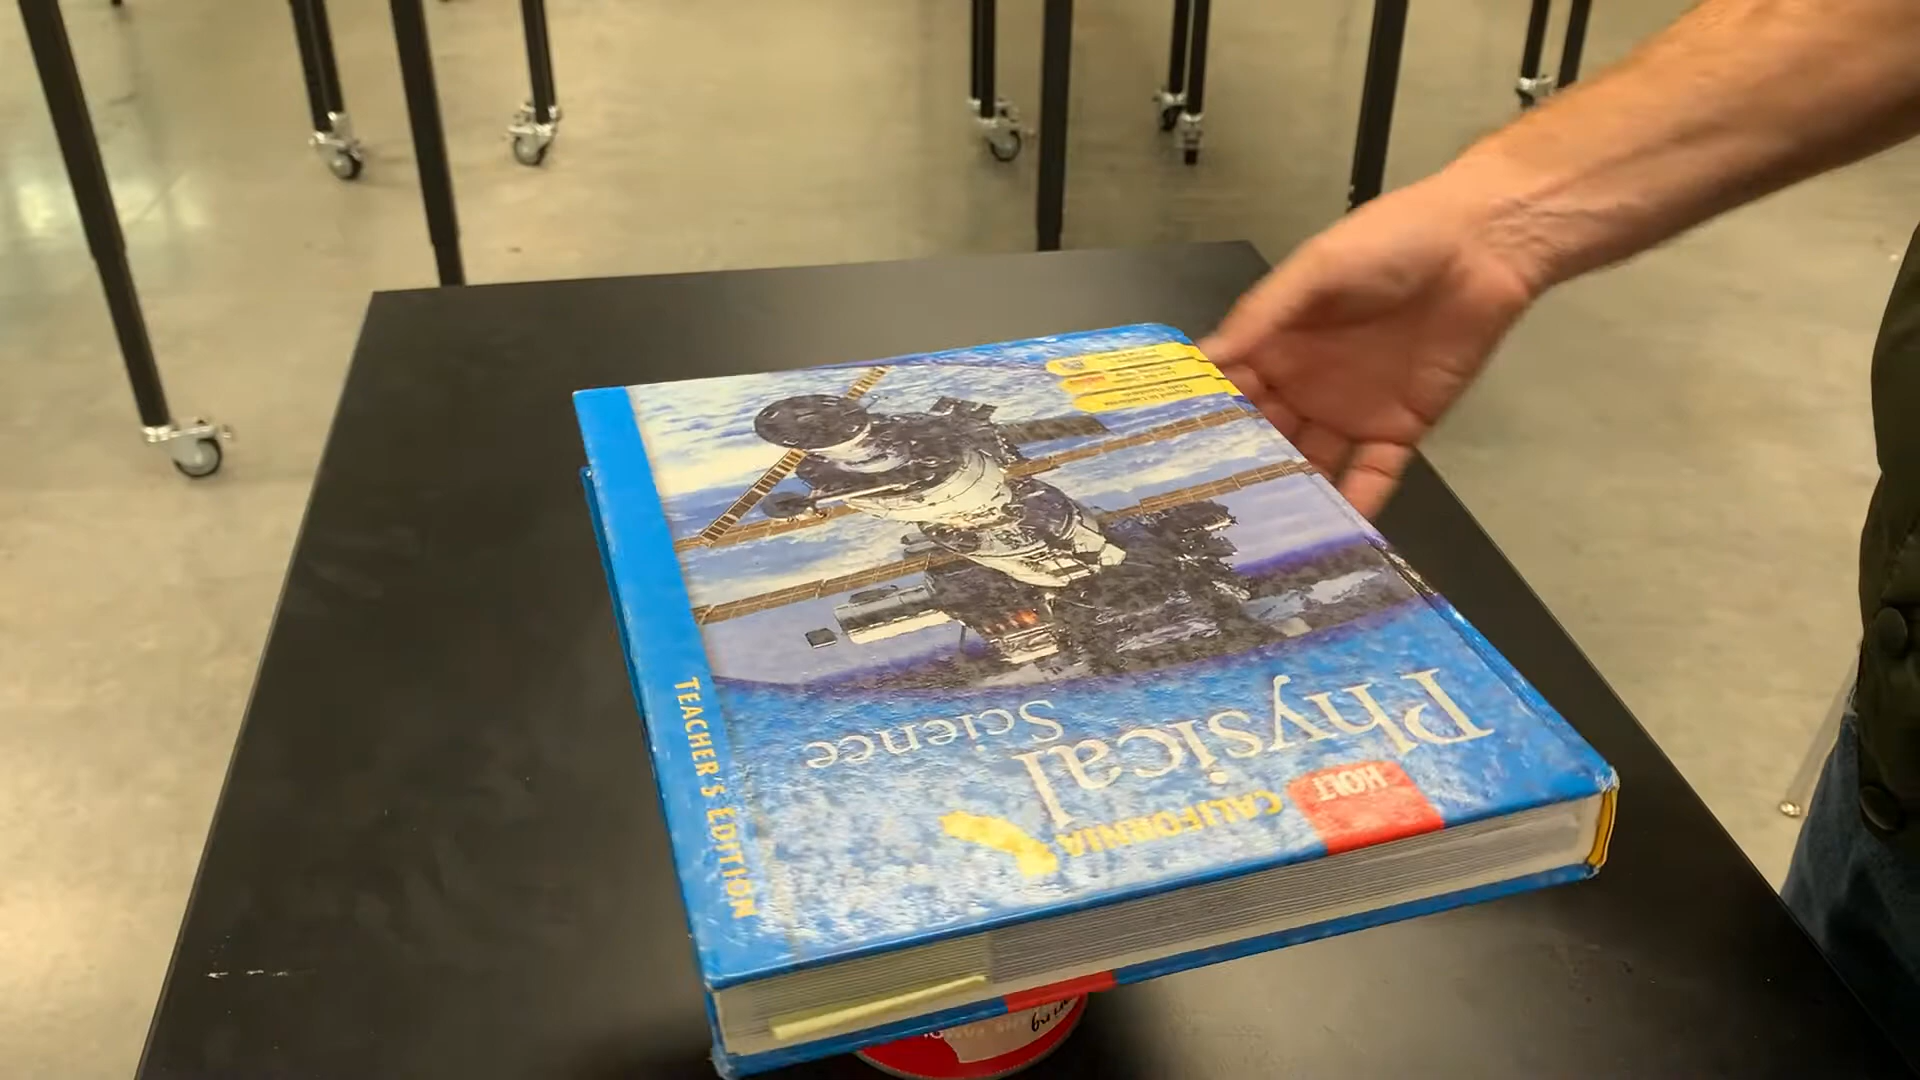 HOLT
CALIFORNIA
Physical
Science
TEACHER'S EDITION